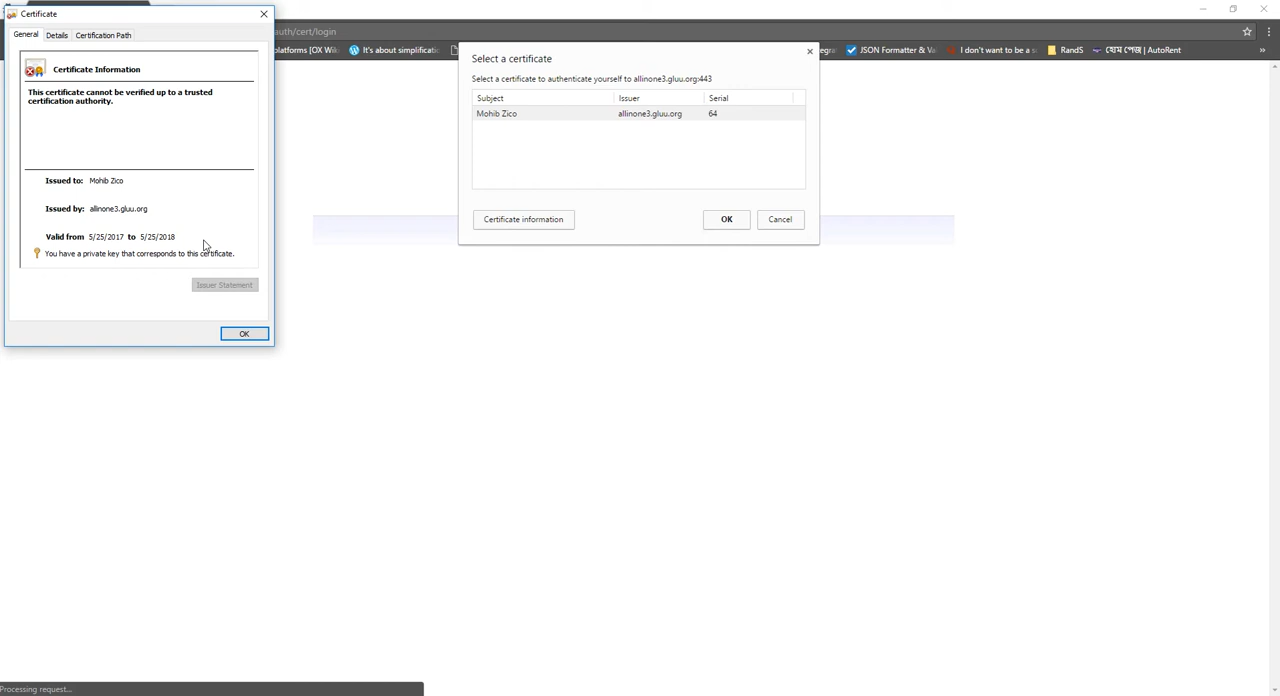 Certificate
General Details Certification Path
Certificate Information
This certificate cannot be verified up to a trusted
certification authority.
Issued to: Mohib Zico
Issued by: allinone3.gluu.org
Valid from 5/25/2017 to 5/25/2018
You have a private key that corresponds to this certificate.
Issuer Statement
OK
auth/cert/login
platforms [OX Wiki
It's about simplificatio
JSON Formatter & Va
I don't want to be a s
RandS
হোম পেজ | AutoRent
»
Select a certificate
Select a certificate to authenticate yourself to allinone3.gluu.org:443
Subject Issuer Serial
Mohib Zico allinone3.gluu.org 64
Certificate information OK Cancel
Processing request...